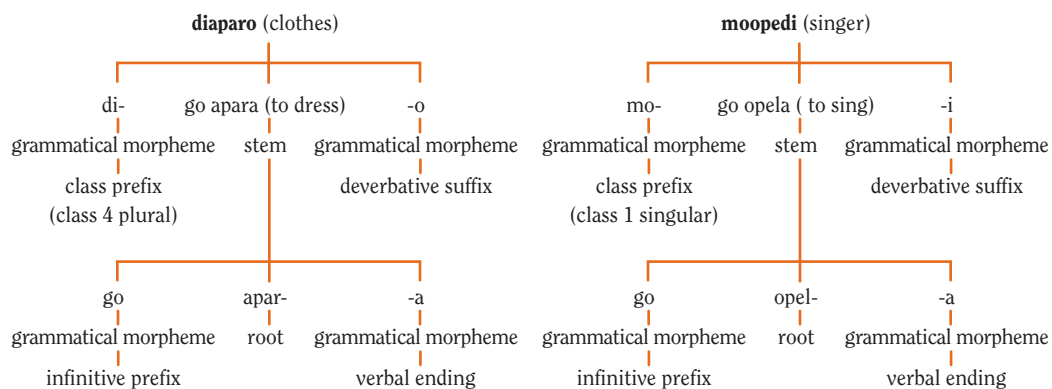 diaparo (clothes)
di- go apara (to dress) -o
grammatical morpheme stem grammatical morpheme
class prefix deverbative suffix
(class 4 plural)
go apar- -a
grammatical morpheme root grammatical morpheme
infinitive prefix verbal ending
moopedi (singer)
mo- go opela ( to sing) -i
grammatical morpheme stem grammatical morpheme
class prefix deverbative suffix
(class 1 singular)
go opel- -a
grammatical morpheme root grammatical morpheme
infinitive prefix verbal ending